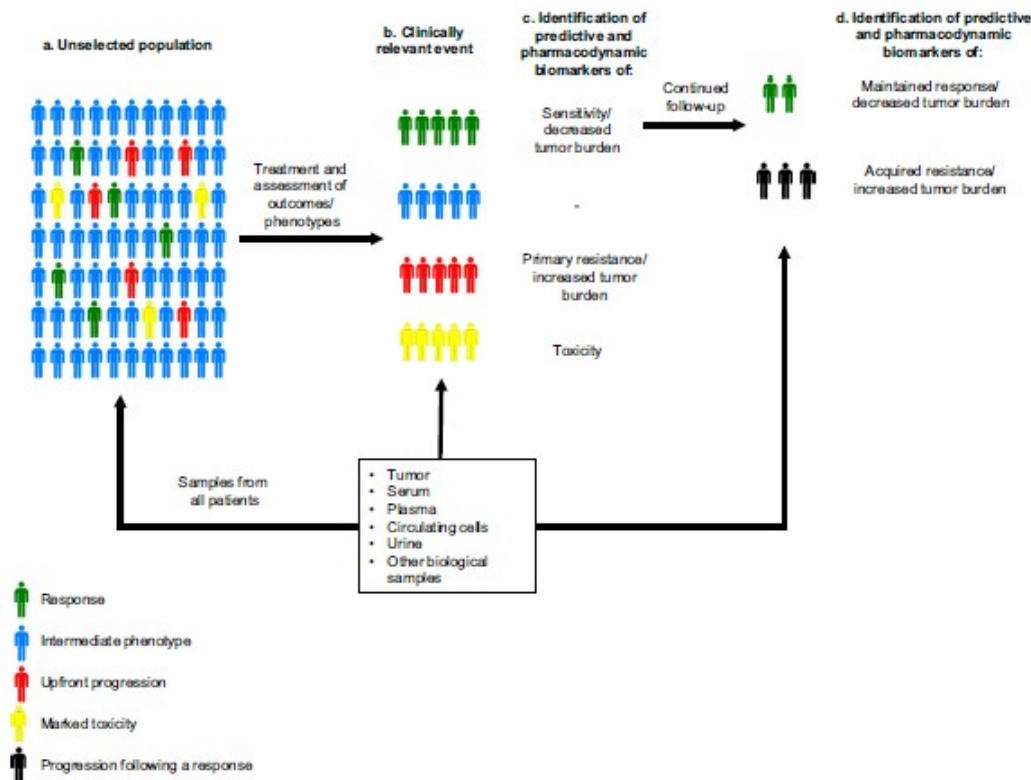 a. Unselected population
b. Clinically
relevant event
c. Identification of
predictive and
pharmacodynamic
biomarkers of:
d. Identification of predictive
and pharmacodynamic
biomarkers of:
Treatment and
assessment of
outcomes/
phenotypes
Sensitivity/
decreased
tumor burden
Continued
follow-up
Maintained response/
decreased tumor burden
-
Acquired resistance/
increased tumor burden
Primary resistance/
increased tumor
burden
Toxicity
Samples from
all patients
• Tumor
• Serum
• Plasma
• Circulating cells
• Urine
• Other biological
samples
Response
Intermediate phenotype
Upfront progression
Marked toxicity
Progression following a response